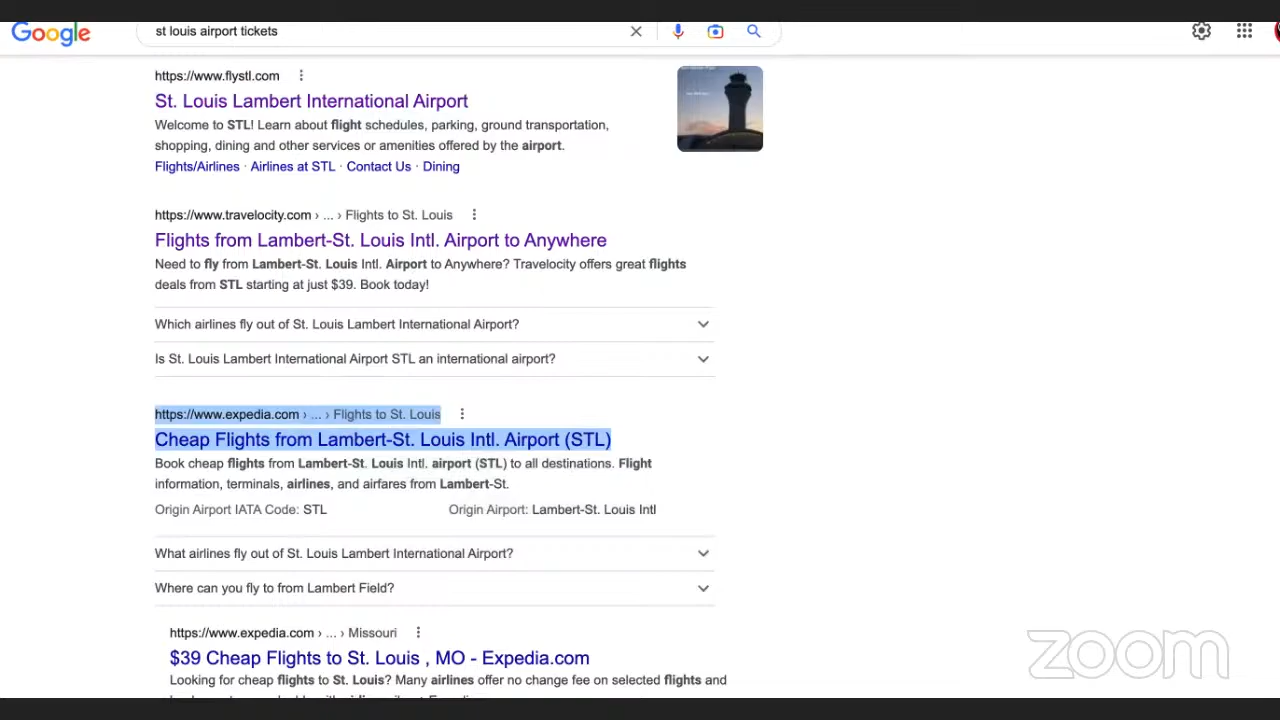 Google
st louis airport tickets
https://www.flystl.com
St. Louis Lambert International Airport
Welcome to STL! Learn about flight schedules, parking, ground transportation,
shopping, dining and other services or amenities offered by the airport.
Flights/Airlines · Airlines at STL · Contact Us · Dining
https://www.travelocity.com › ... › Flights to St. Louis
Flights from Lambert-St. Louis Intl. Airport to Anywhere
Need to fly from Lambert-St. Louis Intl. Airport to Anywhere? Travelocity offers great flights
deals from STL starting at just $39. Book today!
Which airlines fly out of St. Louis Lambert International Airport?
Is St. Louis Lambert International Airport STL an international airport?
https://www.expedia.com › ... › Flights to St. Louis
Cheap Flights from Lambert-St. Louis Intl. Airport (STL)
Book cheap flights from Lambert-St. Louis Intl. airport (STL) to all destinations. Flight
information, terminals, airlines, and airfares from Lambert-St.
Origin Airport IATA Code: STL
Origin Airport: Lambert-St. Louis Intl
What airlines fly out of St. Louis Lambert International Airport?
Where can you fly to from Lambert Field?
https://www.expedia.com › ... › Missouri
$39 Cheap Flights to St. Louis , MO - Expedia.com
Looking for cheap flights to St. Louis? Many airlines offer no change fee on selected flights and
zoom